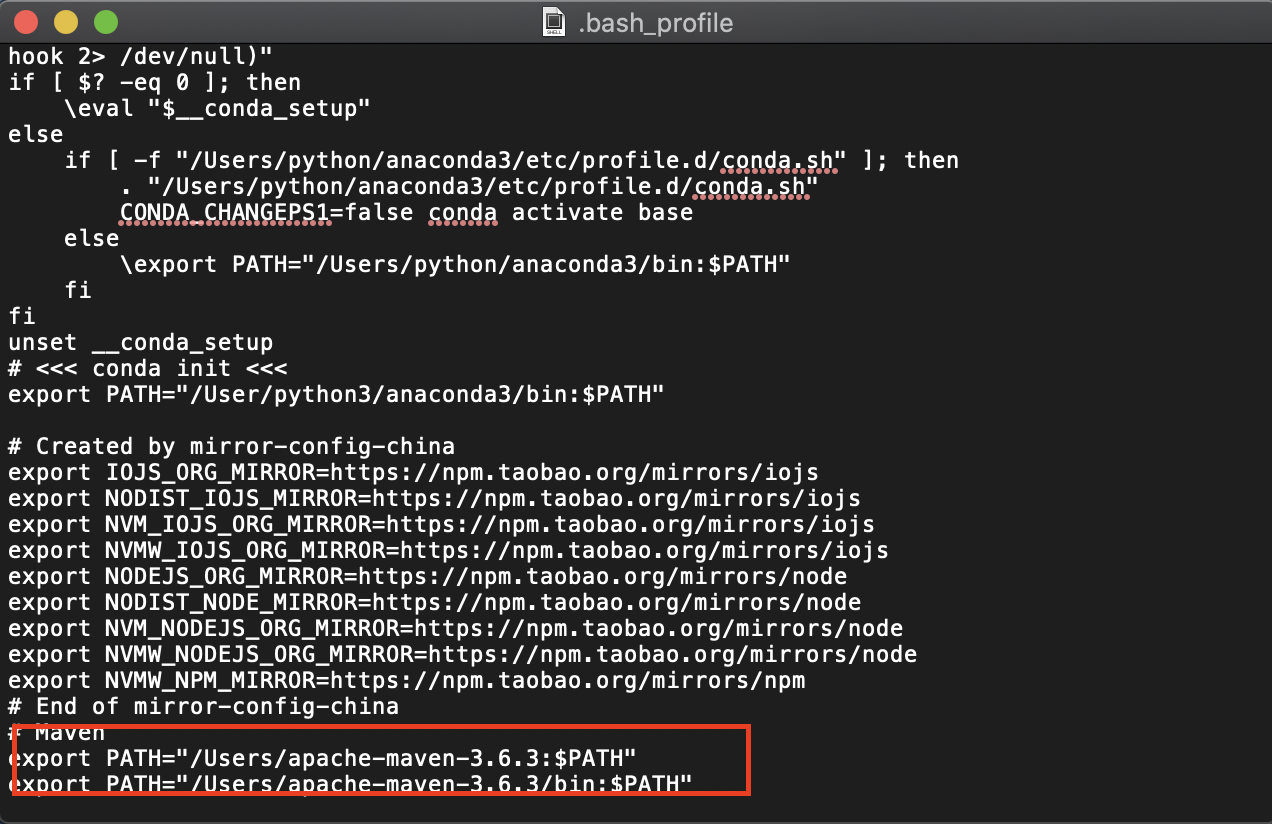 .bash_profile
hook 2> /dev/null)"
if [ $? -eq 0 ]; then
    \eval "$__conda_setup"
else
    if [ -f "/Users/python/anaconda3/etc/profile.d/conda.sh" ]; then
        . "/Users/python/anaconda3/etc/profile.d/conda.sh"
        CONDA_CHANGEPS1=false conda activate base
    else
        \export PATH="/Users/python/anaconda3/bin:$PATH"
    fi
fi
unset __conda_setup
# <<< conda init <<<
export PATH="/User/python3/anaconda3/bin:$PATH"

# Created by mirror-config-china
export IOJS_ORG_MIRROR=https://npm.taobao.org/mirrors/iojs
export NODIST_IOJS_MIRROR=https://npm.taobao.org/mirrors/iojs
export NVM_IOJS_ORG_MIRROR=https://npm.taobao.org/mirrors/iojs
export NVMW_IOJS_ORG_MIRROR=https://npm.taobao.org/mirrors/iojs
export NODEJS_ORG_MIRROR=https://npm.taobao.org/mirrors/node
export NODIST_NODE_MIRROR=https://npm.taobao.org/mirrors/node
export NVM_NODEJS_ORG_MIRROR=https://npm.taobao.org/mirrors/node
export NVMW_NODEJS_ORG_MIRROR=https://npm.taobao.org/mirrors/node
export NVMW_NPM_MIRROR=https://npm.taobao.org/mirrors/npm
# End of mirror-config-china
# Maven
export PATH="/Users/apache-maven-3.6.3:$PATH"
export PATH="/Users/apache-maven-3.6.3/bin:$PATH"